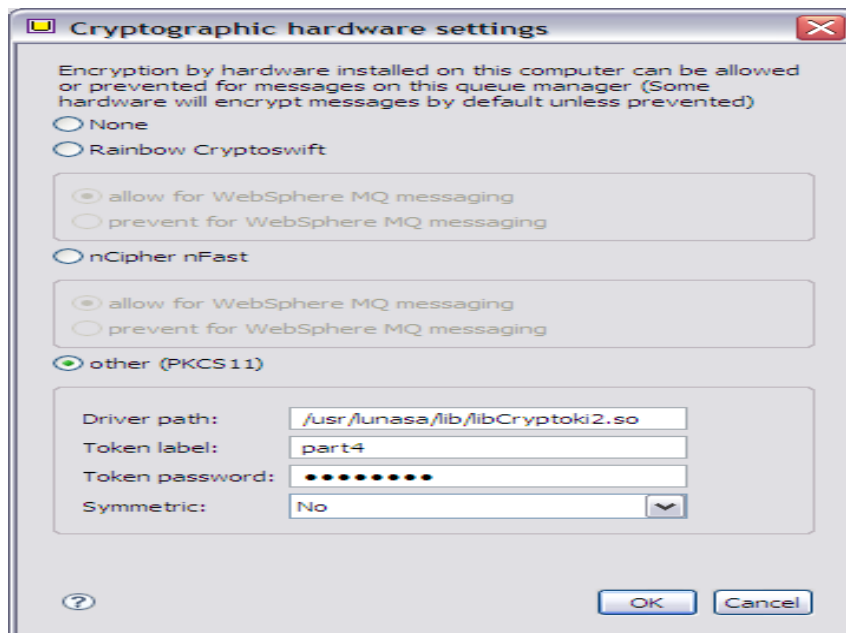 Cryptographic hardware settings
Encryption by hardware installed on this computer can be allowed
or prevented for messages on this queue manager (Some
hardware will encrypt messages by default unless prevented)
None
Rainbow Cryptoswift
allow for WebSphere MQ messaging
prevent for WebSphere MQ messaging
nCipher nFast
allow for WebSphere MQ messaging
prevent for WebSphere MQ messaging
other (PKCS11)
Driver path: /usr/lunasa/lib/libCryptoki2.so
Token label: part4
Token password: ●●●●●●●●
Symmetric: No
? OK Cancel